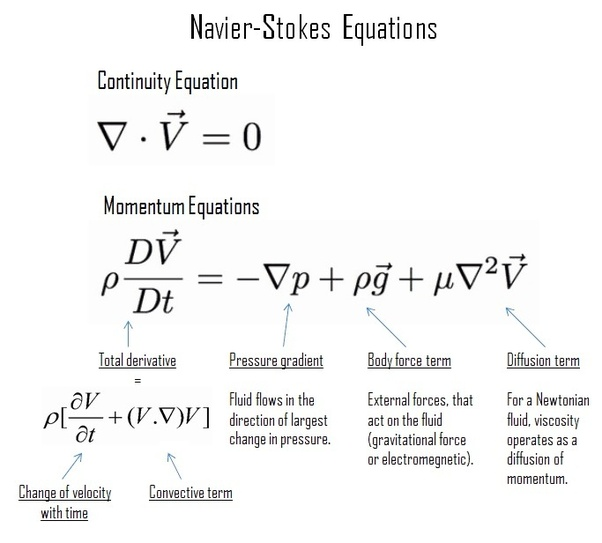 Navier-Stokes Equations
Continuity Equation
∇ · V⃗ = 0
Momentum Equations
ρ DV⃗/Dt = −∇p + ρg⃗ + μ∇²V⃗
Total derivative
=
ρ[∂V/∂t + (V.∇)V]
Change of velocity
with time
Convective term
Pressure gradient
Fluid flows in the
direction of largest
change in pressure.
Body force term
External forces, that
act on the fluid
(gravitational force
or electromegnetic).
Diffusion term
For a Newtonian
fluid, viscosity
operates as a
diffusion of
momentum.